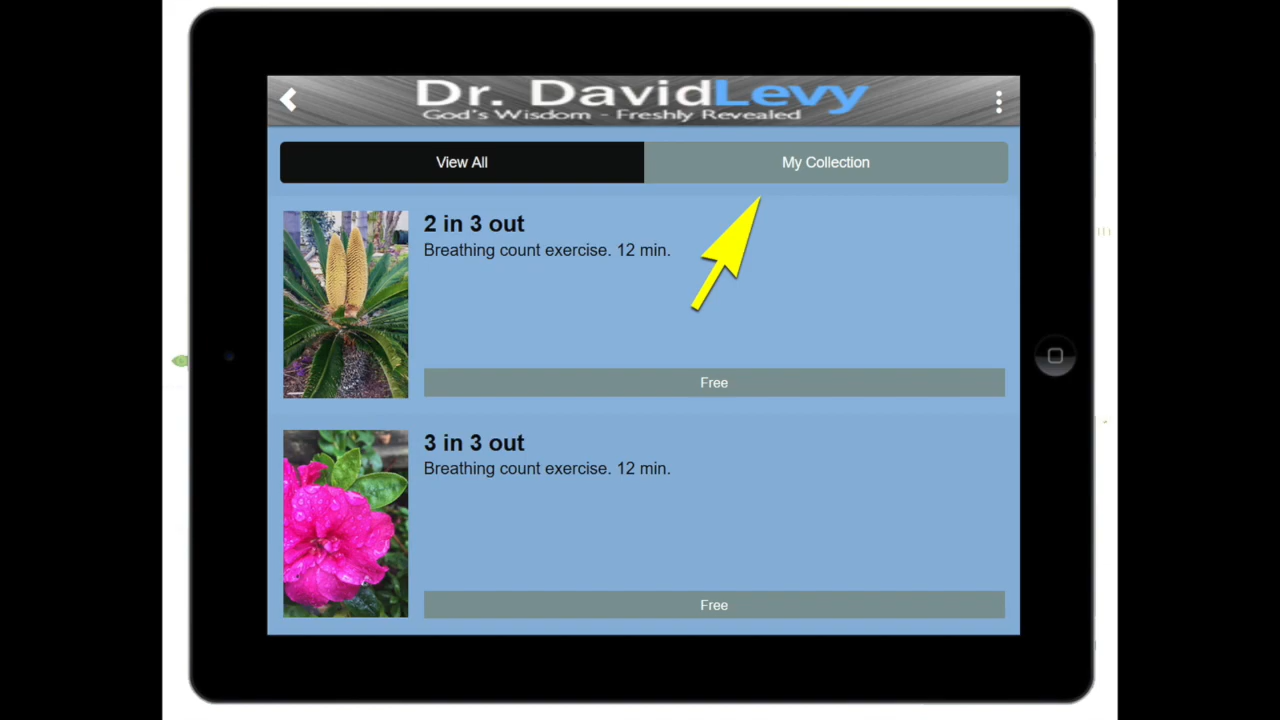 Dr. DavidLevy
God's Wisdom - Freshly Revealed
View All
My Collection
2 in 3 out
Breathing count exercise. 12 min.
Free
3 in 3 out
Breathing count exercise. 12 min.
Free